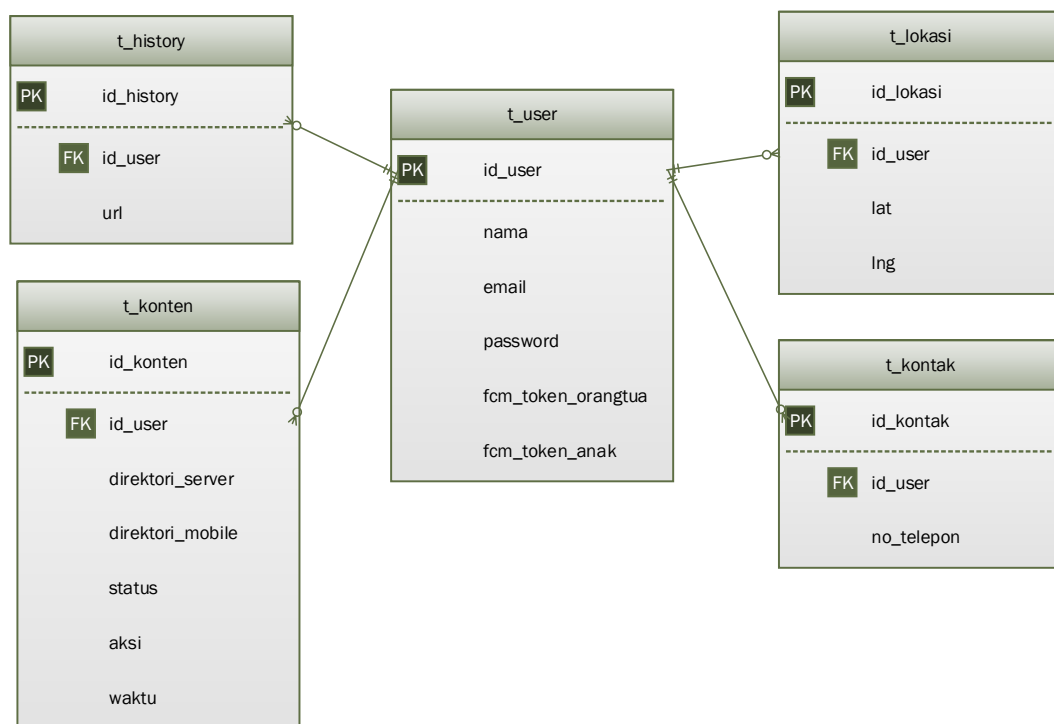 t_history
PK id_history
FK id_user
url
t_konten
PK id_konten
FK id_user
direktori_server
direktori_mobile
status
aksi
waktu
t_user
PK id_user
nama
email
password
fcm_token_orangtua
fcm_token_anak
t_lokasi
PK id_lokasi
FK id_user
lat
lng
t_kontak
PK id_kontak
FK id_user
no_telepon